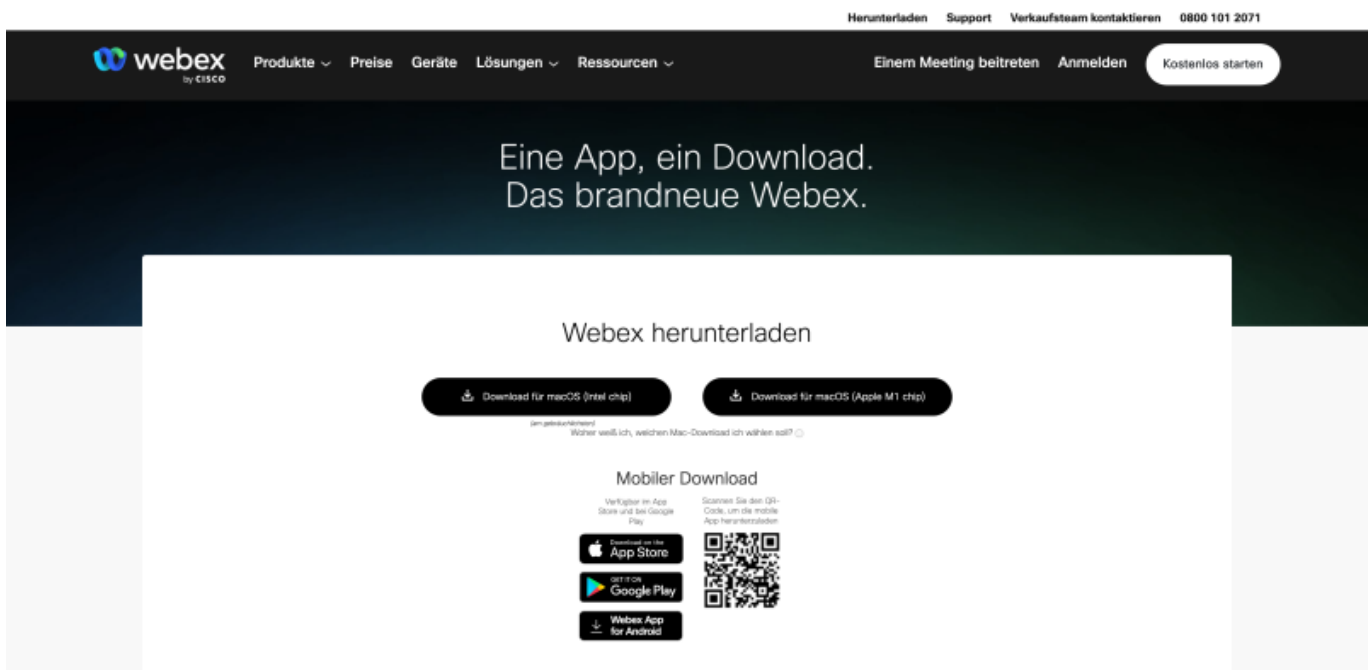 Herunterladen Support Verkaufsteam kontaktieren 0800 101 2071
webex Produkte Preise Geräte Lösungen Ressourcen Einem Meeting beitreten Anmelden Kostenlos starten
by CISCO
Eine App, ein Download.
Das brandneue Webex.
Webex herunterladen
Download für macOS (Intel chip) Download für macOS (Apple M1 chip)
Woher weiß ich, welchen Mac-Download ich wählen soll?
Mobiler Download
Verfügbar im App
Store und bei Google
Play
Scannen Sie den QR-
Code, um die mobile
App herunterzuladen
Download on the
App Store
GET IT ON
Google Play
Webex App
for Android